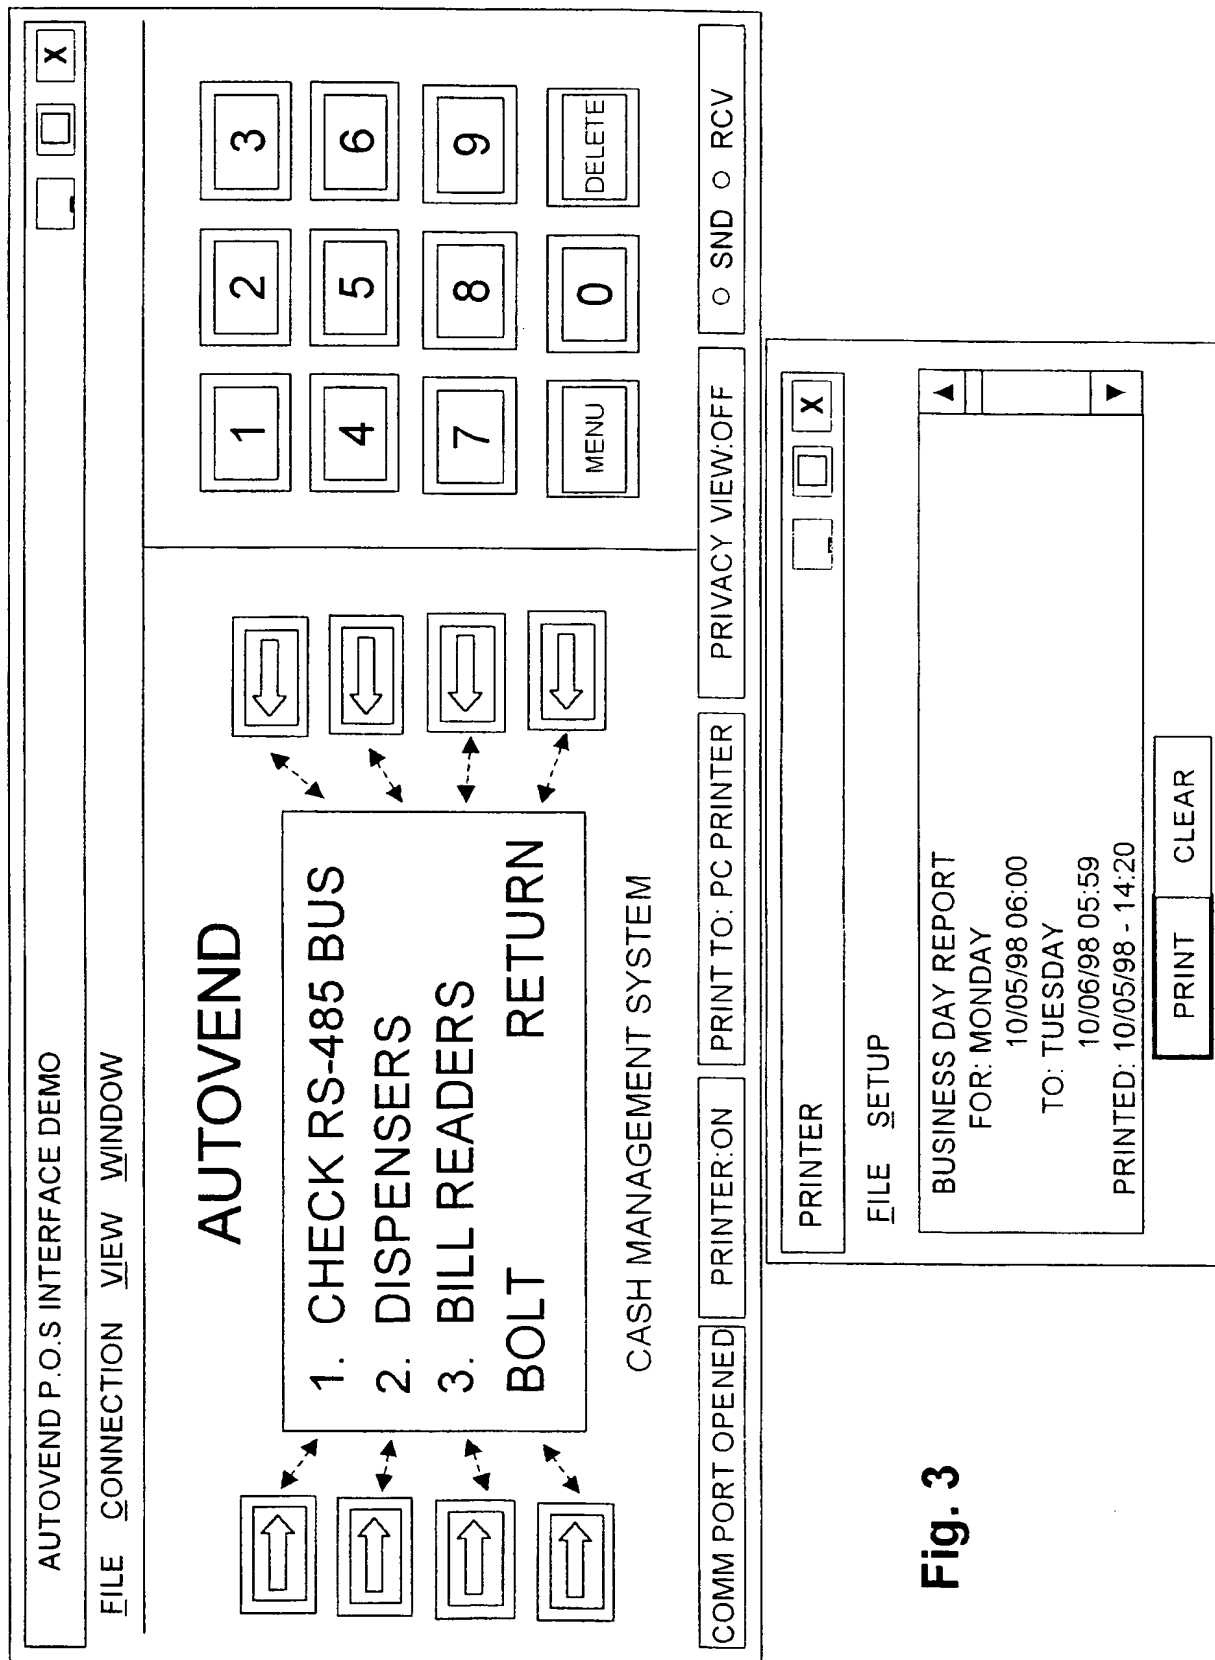 AUTOVEND P.O.S INTERFACE DEMO X
FILE CONNECTION VIEW WINDOW
AUTOVEND
1. CHECK RS-485 BUS
2. DISPENSERS
3. BILL READERS
BOLT RETURN
CASH MANAGEMENT SYSTEM
1 2 3
4 5 6
7 8 9
MENU 0 DELETE
COMM PORT OPENED PRINTER:ON PRINT TO: PC PRINTER PRIVACY VIEW:OFF SND RCV
PRINTER X
FILE SETUP
BUSINESS DAY REPORT
FOR: MONDAY
10/05/98 06:00
TO: TUESDAY
10/06/98 05:59
PRINTED: 10/05/98 - 14:20
PRINT CLEAR
Fig. 3